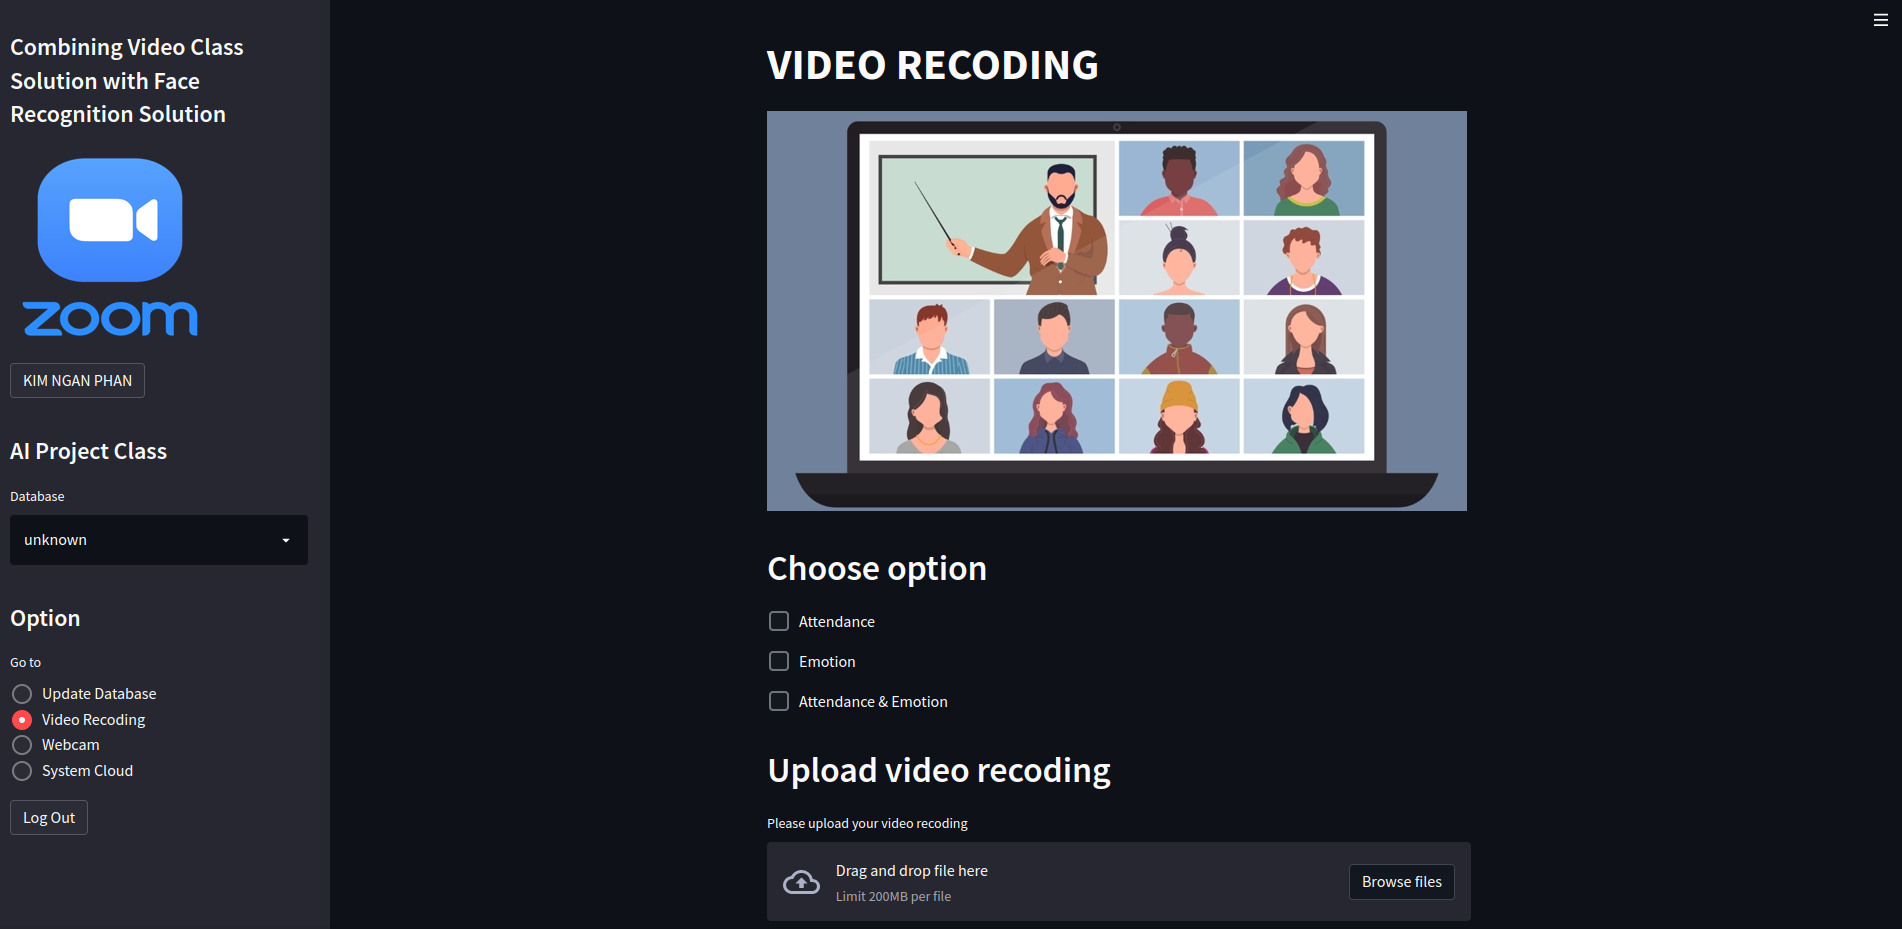 Combining Video Class
Solution with Face
Recognition Solution
zoom
KIM NGAN PHAN
AI Project Class
Database
unknown
Option
Go to
Update Database
Video Recoding
Webcam
System Cloud
Log Out
VIDEO RECODING
Choose option
Attendance
Emotion
Attendance & Emotion
Upload video recoding
Please upload your video recoding
Drag and drop file here
Limit 200MB per file
Browse files